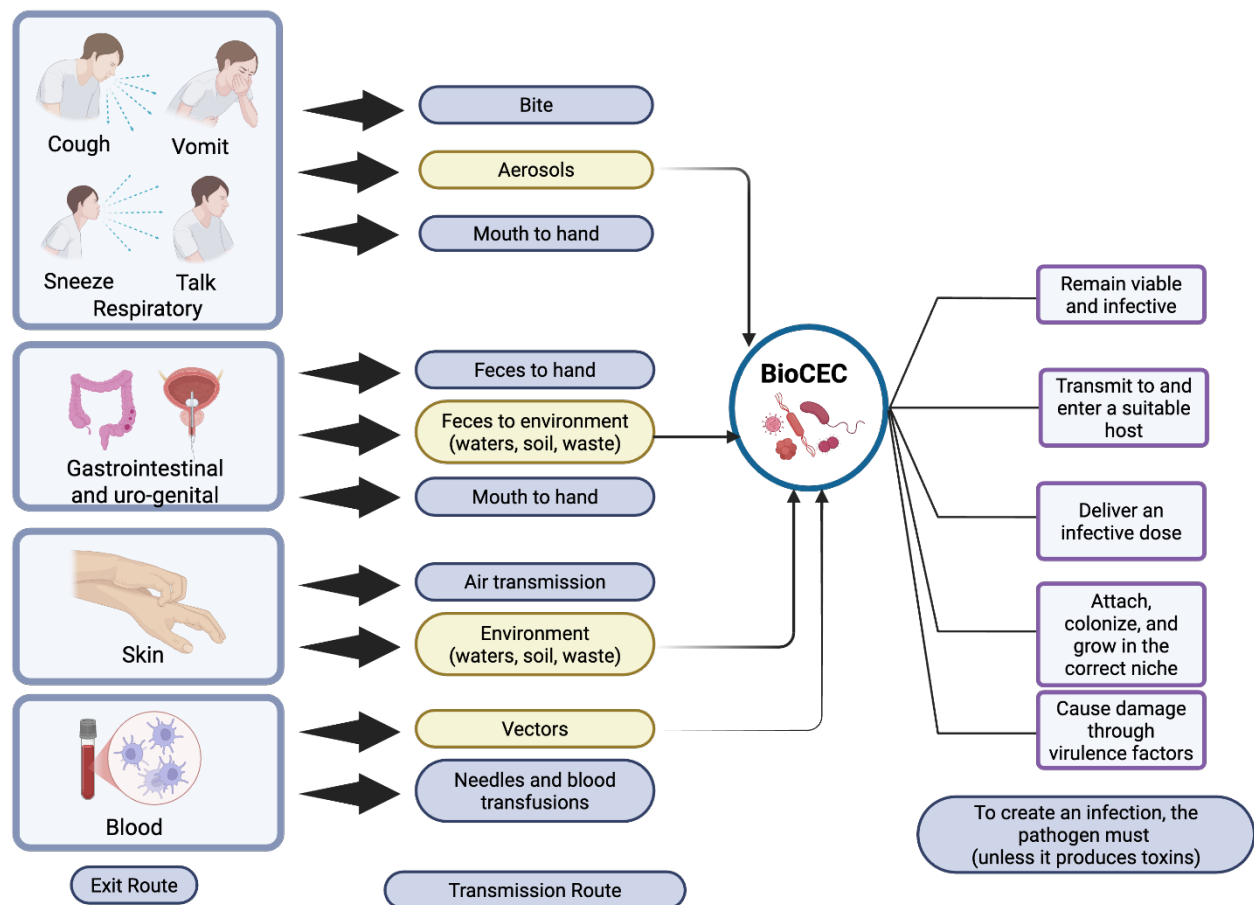 Cough
Vomit
Sneeze
Talk
Respiratory
Gastrointestinal
and uro-genital
Skin
Blood
Exit Route
Bite
Aerosols
Mouth to hand
Feces to hand
Feces to environment
(waters, soil, waste)
Mouth to hand
Air transmission
Environment
(waters, soil, waste)
Vectors
Needles and blood
transfusions
Transmission Route
BioCEC
Remain viable
and infective
Transmit to and
enter a suitable
host
Deliver an
infective dose
Attach,
colonize, and
grow in the
correct niche
Cause damage
through
virulence factors
To create an infection, the
pathogen must
(unless it produces toxins)